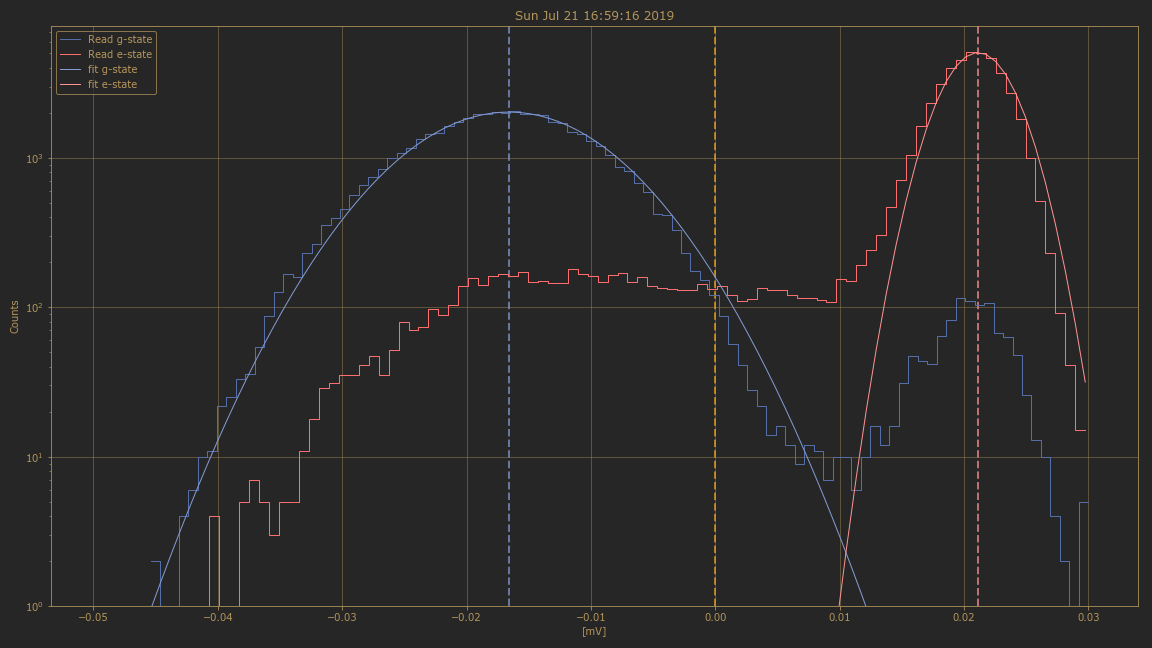 Sun Jul 21 16:59:16 2019
Read g-state
Read e-state
fit g-state
fit e-state
Counts
10³
10²
10¹
10⁰
−0.05 −0.04 −0.03 −0.02 −0.01 0.00 0.01 0.02 0.03
[mV]